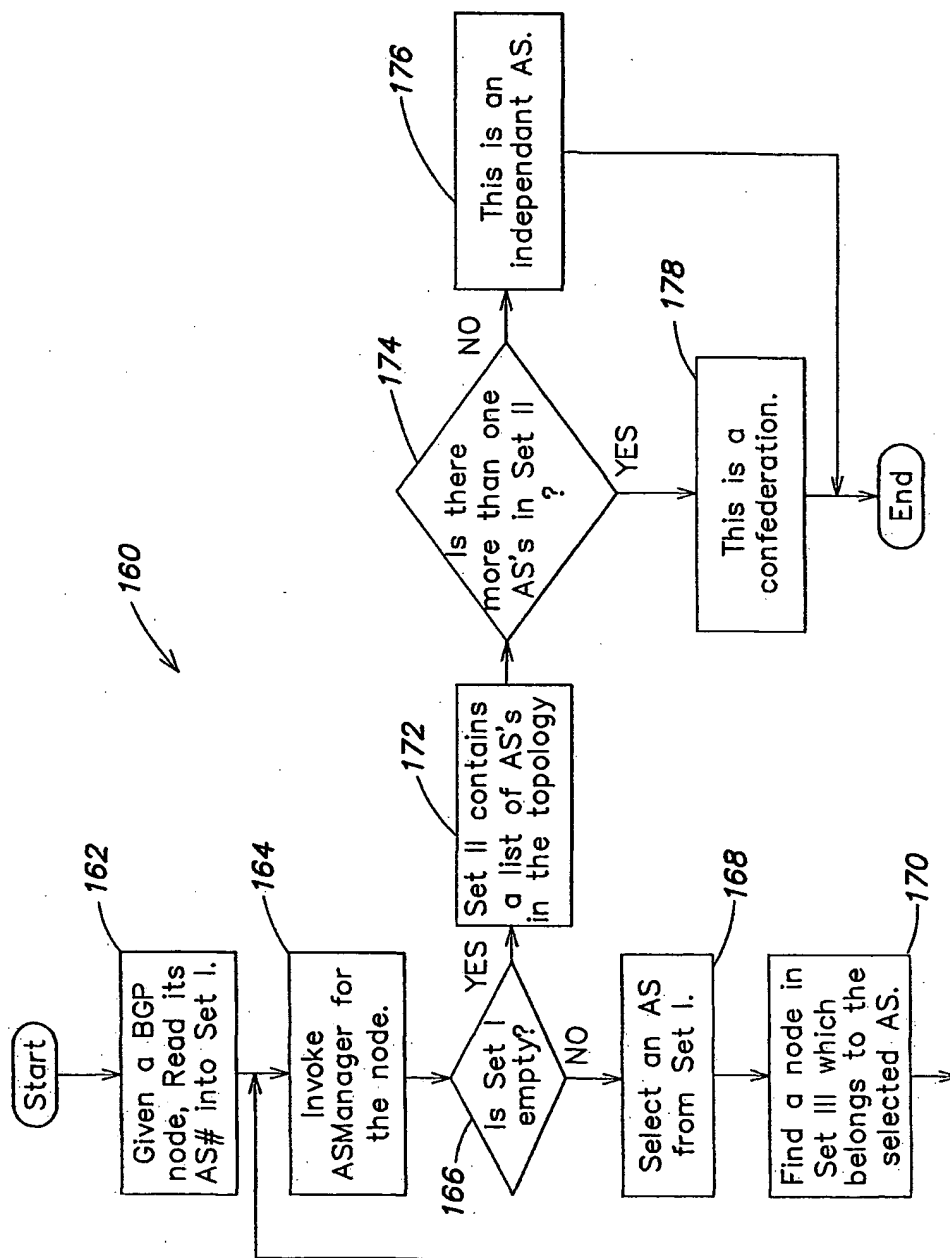 160
Start
162
Given a BGP
node, Read its
AS# into Set I.
164
Invoke
ASManager for
the node.
166
Is Set I
empty?
YES
NO
168
Select an AS
from Set I.
170
Find a node in
Set III which
belongs to the
selected AS.
172
Set II contains
a list of AS's
in the topology
174
Is there
more than one
AS's in Set II
?
NO
YES
176
This is an
independant AS.
178
This is a
confederation.
End